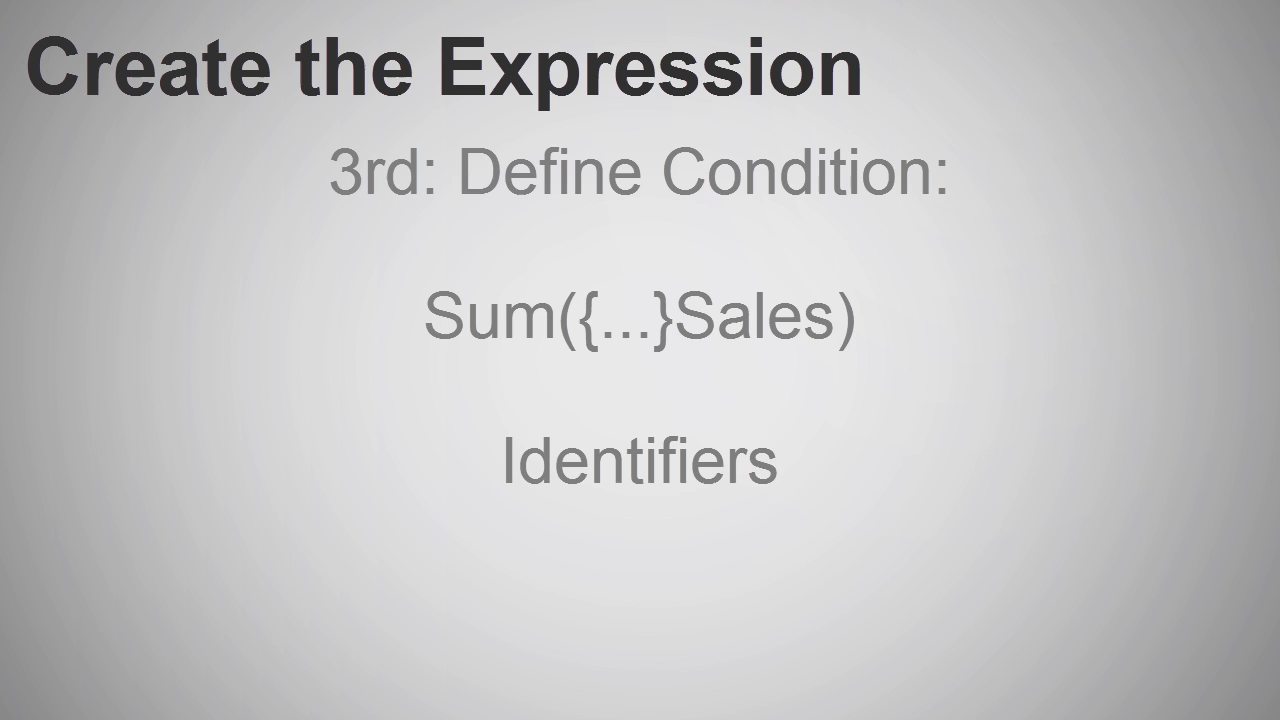 Create the Expression
3rd: Define Condition:
Sum({...}Sales)
Identifiers